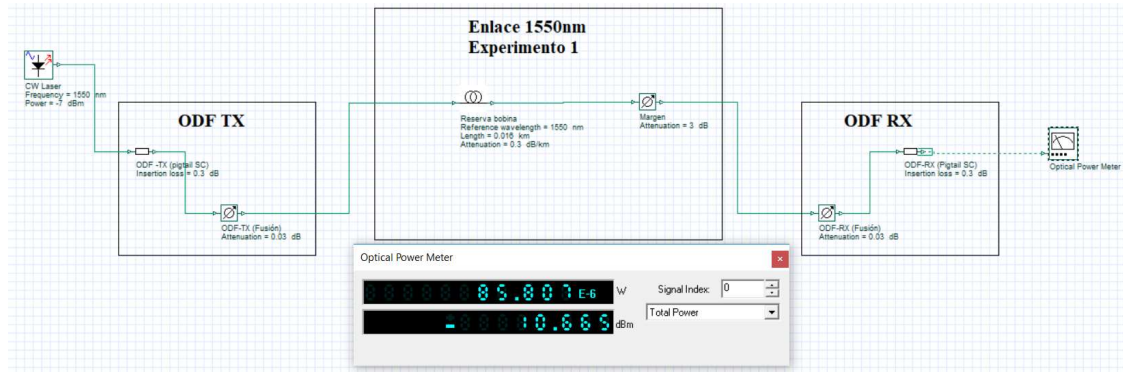 Enlace 1550nm
Experimento 1
CW Laser
Frequency = 1550 nm
Power = -7 dBm
ODF TX
ODF -TX (pigtail SC)
Insertion loss = 0.3 dB
ODF-TX (Fusión)
Attenuation = 0.03 dB
Reserva bobina
Reference wavelength = 1550 nm
Length = 0.016 km
Attenuation = 0.3 dB/km
Margen
Attenuation = 3 dB
ODF RX
ODF-RX (Pigtail SC)
Insertion loss = 0.3 dB
ODF-RX (Fusión)
Attenuation = 0.03 dB
Optical Power Meter
Optical Power Meter
85.807 E-6 W
-10.665 dBm
Signal Index: 0
Total Power